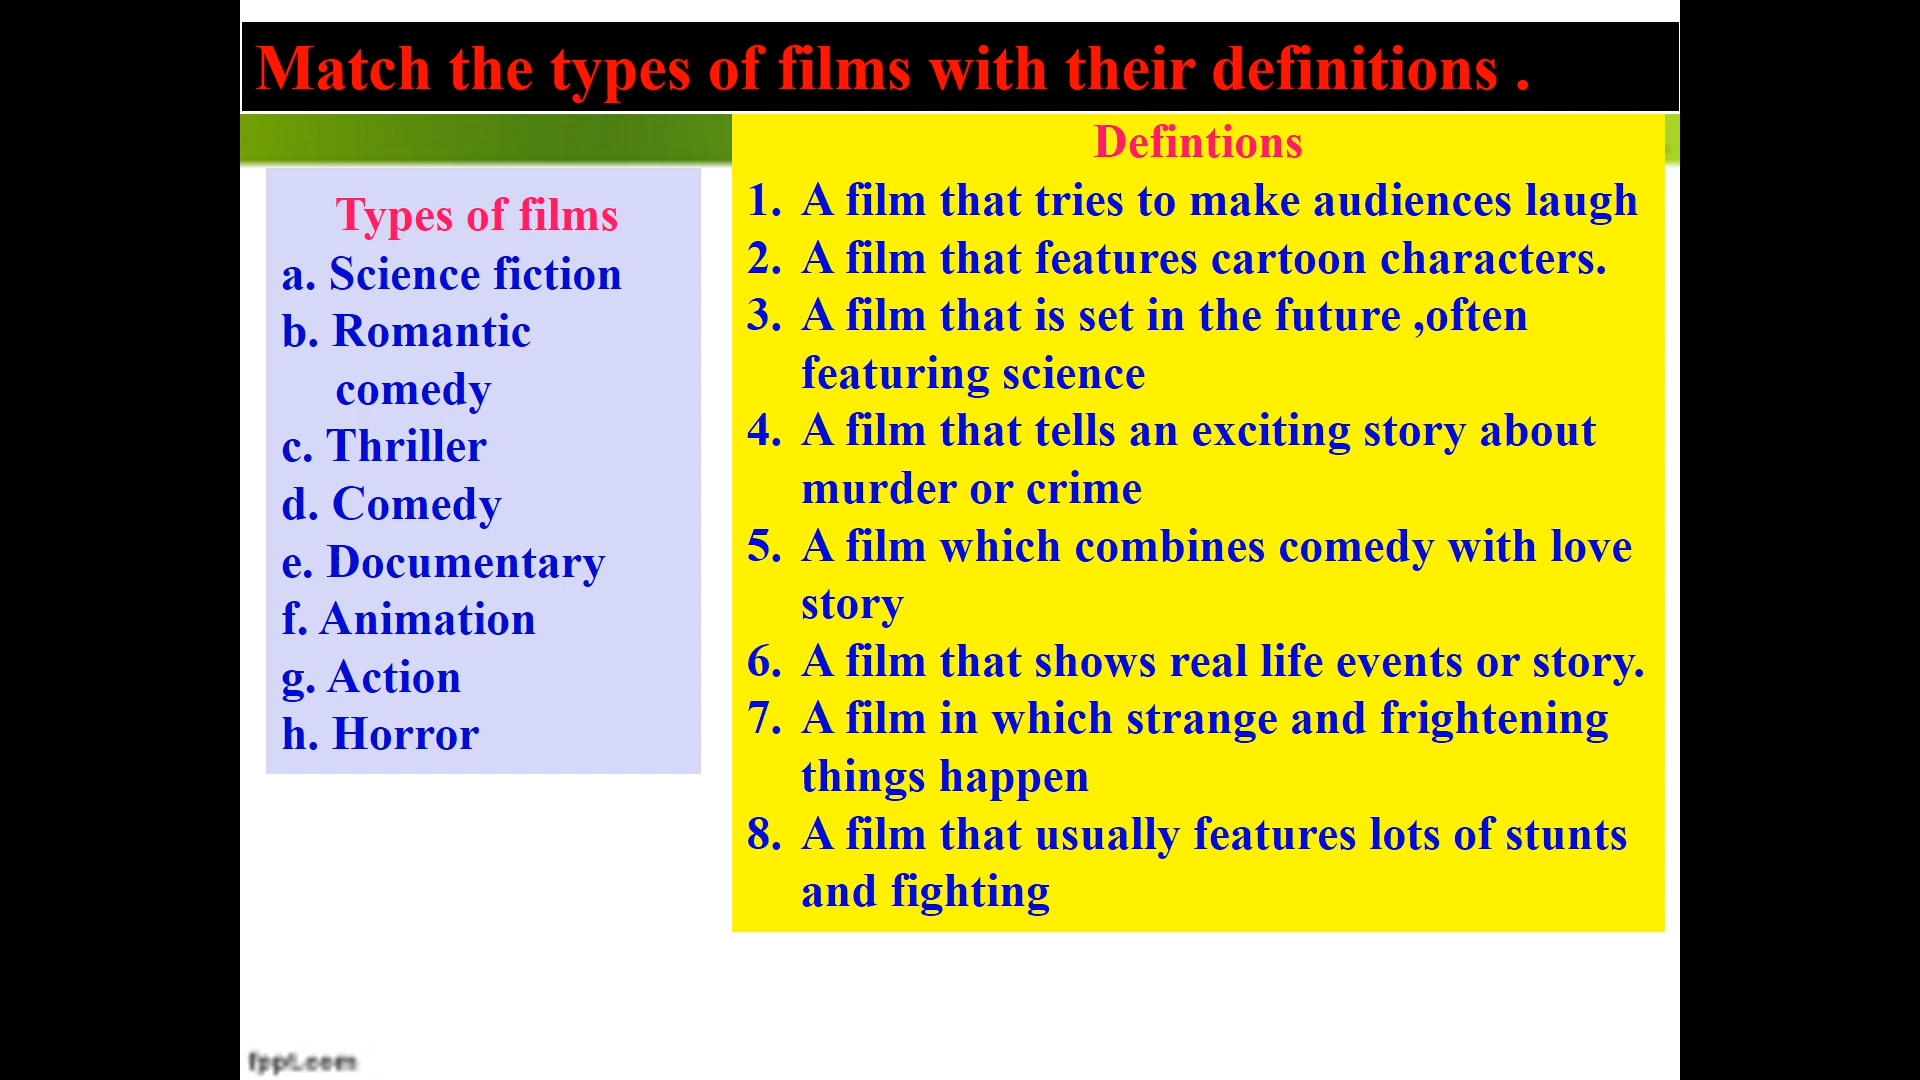 Match the types of films with their definitions .
Types of films
a. Science fiction
b. Romantic
comedy
c. Thriller
d. Comedy
e. Documentary
f. Animation
g. Action
h. Horror
Defintions
1. A film that tries to make audiences laugh
2. A film that features cartoon characters.
3. A film that is set in the future ,often
featuring science
4. A film that tells an exciting story about
murder or crime
5. A film which combines comedy with love
story
6. A film that shows real life events or story.
7. A film in which strange and frightening
things happen
8. A film that usually features lots of stunts
and fighting
fppt.com